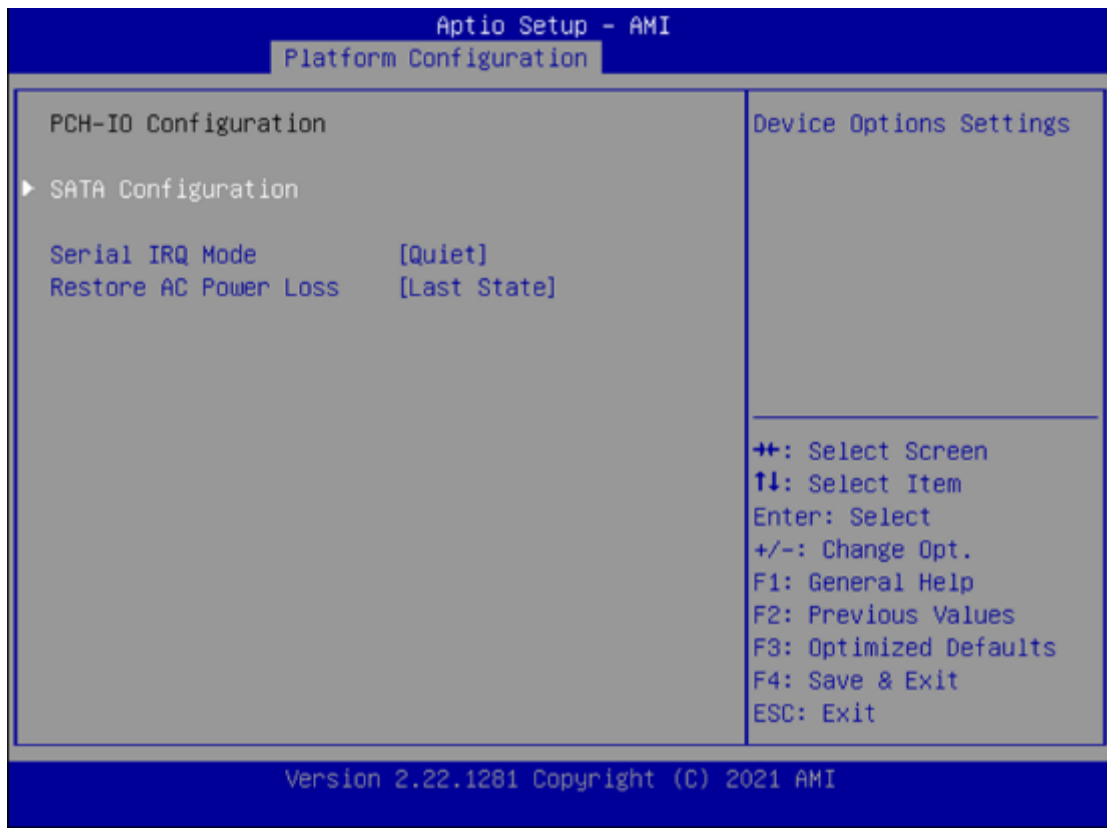 Aptio Setup – AMI
Platform Configuration
PCH-IO Configuration
SATA Configuration
Serial IRQ Mode [Quiet]
Restore AC Power Loss [Last State]
Device Options Settings
→←: Select Screen
↑↓: Select Item
Enter: Select
+/-: Change Opt.
F1: General Help
F2: Previous Values
F3: Optimized Defaults
F4: Save & Exit
ESC: Exit
Version 2.22.1281 Copyright (C) 2021 AMI